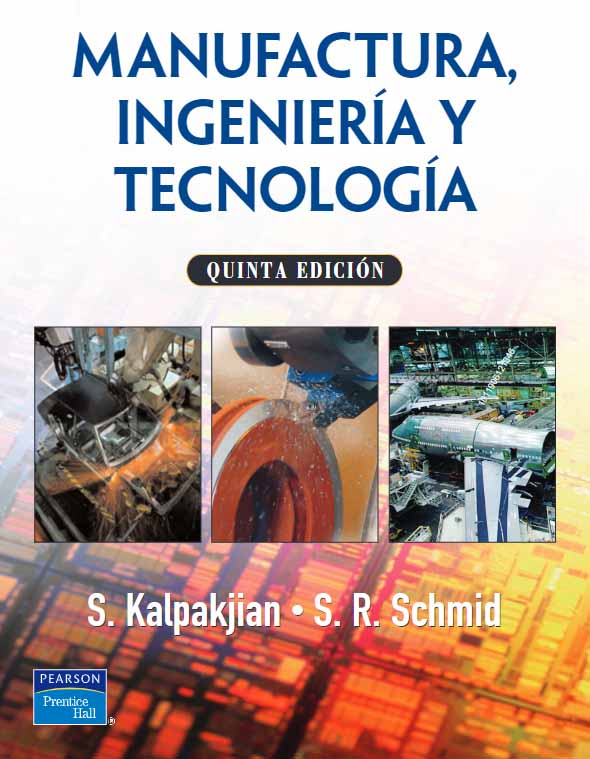 MANUFACTURA,
INGENIERÍA Y
TECNOLOGÍA
QUINTA EDICIÓN
S. Kalpakjian • S. R. Schmid
PEARSON
Prentice
Hall
®